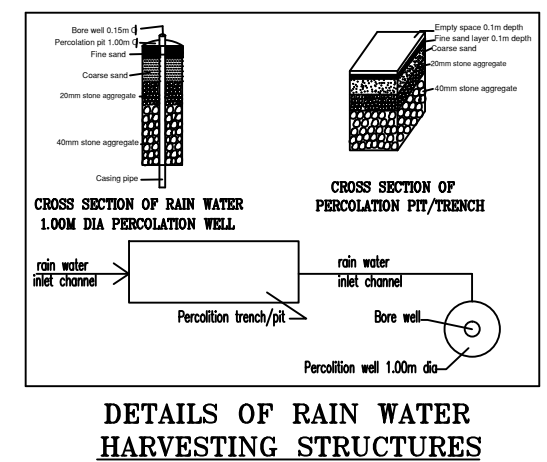 Bore well 0.15m
Percolation pit 1.00m
Fine sand
Coarse sand
20mm stone aggregate
40mm stone aggregate
Casing pipe
CROSS SECTION OF RAIN WATER
1.00M DIA PERCOLATION WELL
Empty space 0.1m depth
Fine sand layer 0.1m depth
Coarse sand
20mm stone aggregate
40mm stone aggregate
CROSS SECTION OF
PERCOLATION PIT/TRENCH
rain water
inlet channel
Percolition trench/pit
rain water
inlet channel
Bore well
Percolition well 1.00m dia
DETAILS OF RAIN WATER
HARVESTING STRUCTURES